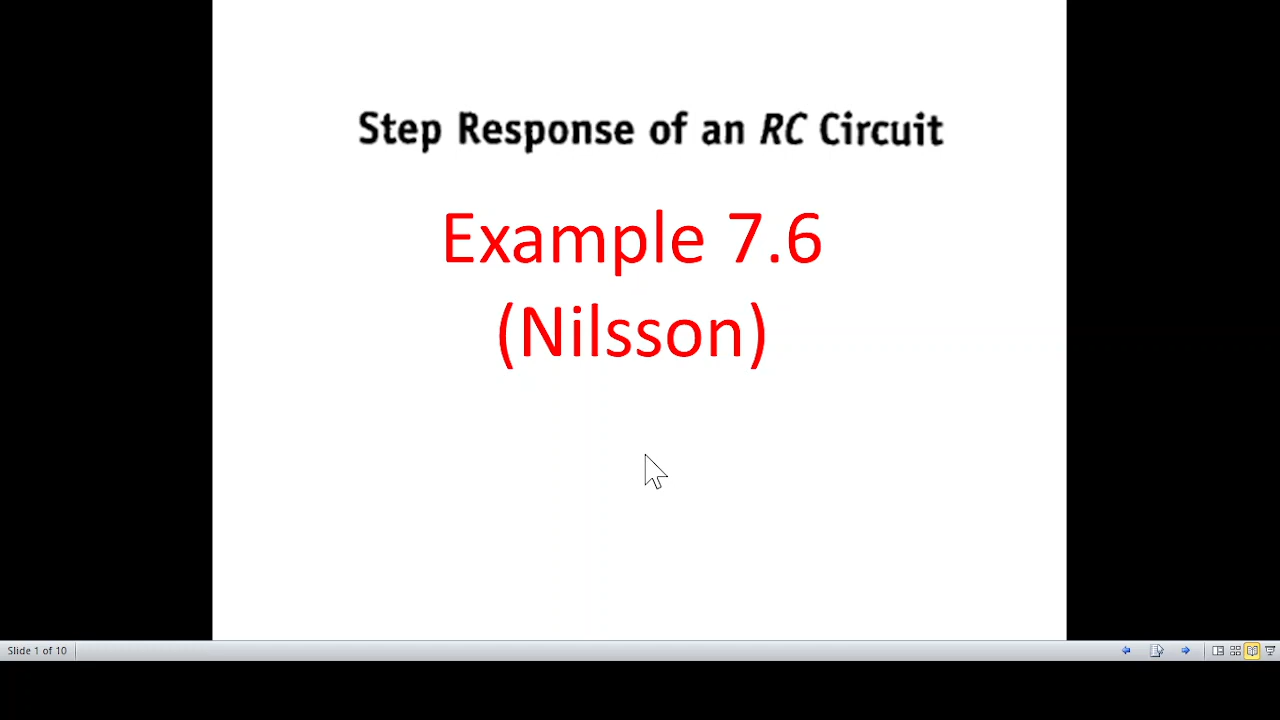 Step Response of an RC Circuit
Example 7.6
(Nilsson)
Slide 1 of 10